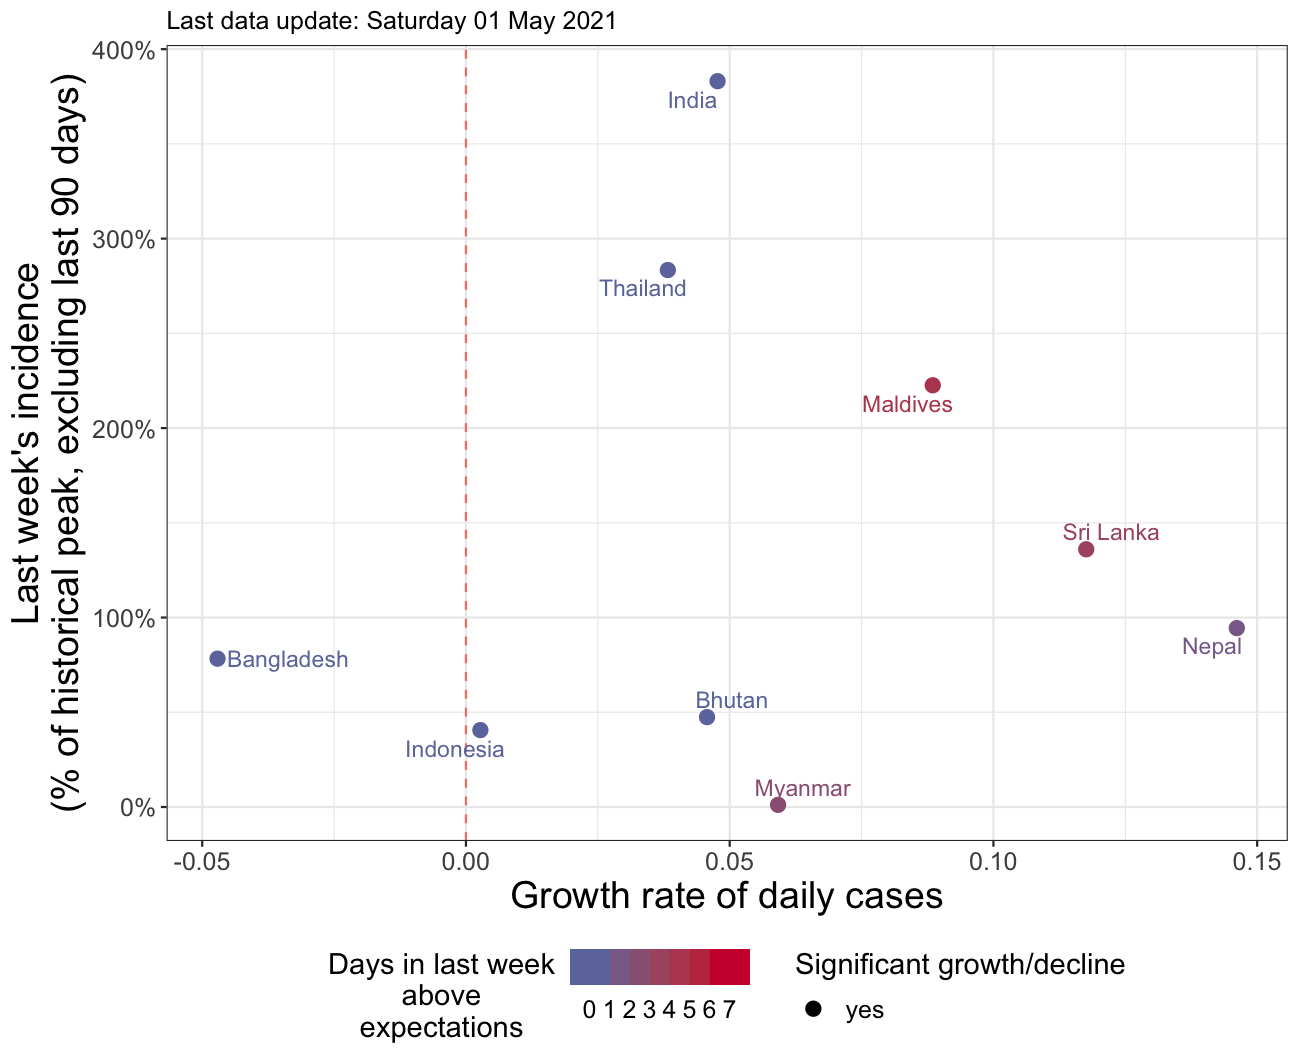 Last data update: Saturday 01 May 2021
Last week's incidence
(% of historical peak, excluding last 90 days)
400%
300%
200%
100%
0%
India
Thailand
Maldives
Sri Lanka
Nepal
Bangladesh
Bhutan
Indonesia
Myanmar
-0.05 0.00 0.05 0.10 0.15
Growth rate of daily cases
Days in last week
above
expectations
0 1 2 3 4 5 6 7
Significant growth/decline
yes